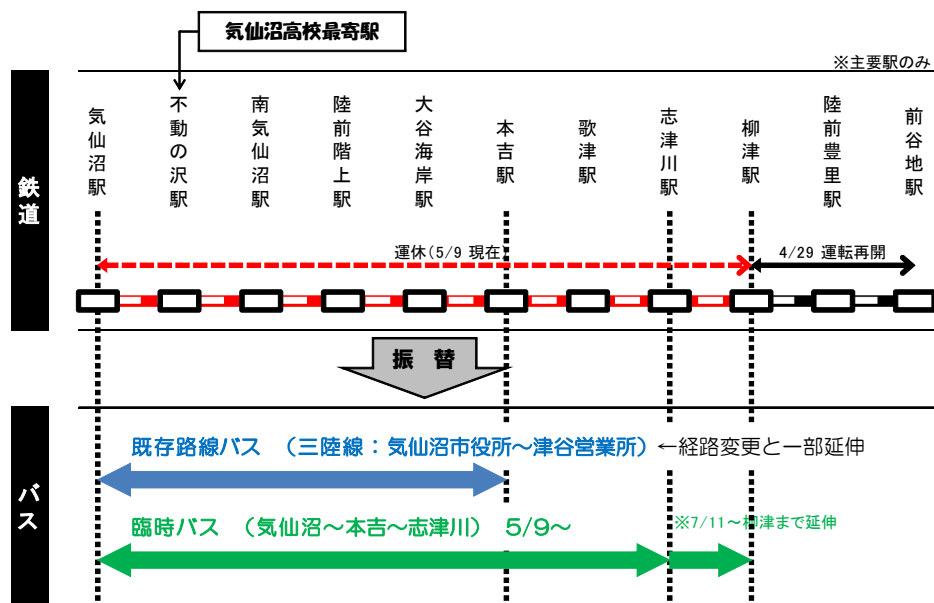 気仙沼高校最寄駅
※主要駅のみ
鉄道
気仙沼駅
不動の沢駅
南気仙沼駅
陸前階上駅
大谷海岸駅
本吉駅
歌津駅
志津川駅
柳津駅
陸前豊里駅
前谷地駅
運休(5/9 現在)
4/29 運転再開
振 替
バス
既存路線バス (三陸線:気仙沼市役所~津谷営業所) ←経路変更と一部延伸
臨時バス (気仙沼~本吉~志津川) 5/9~
※7/11~柳津まで延伸